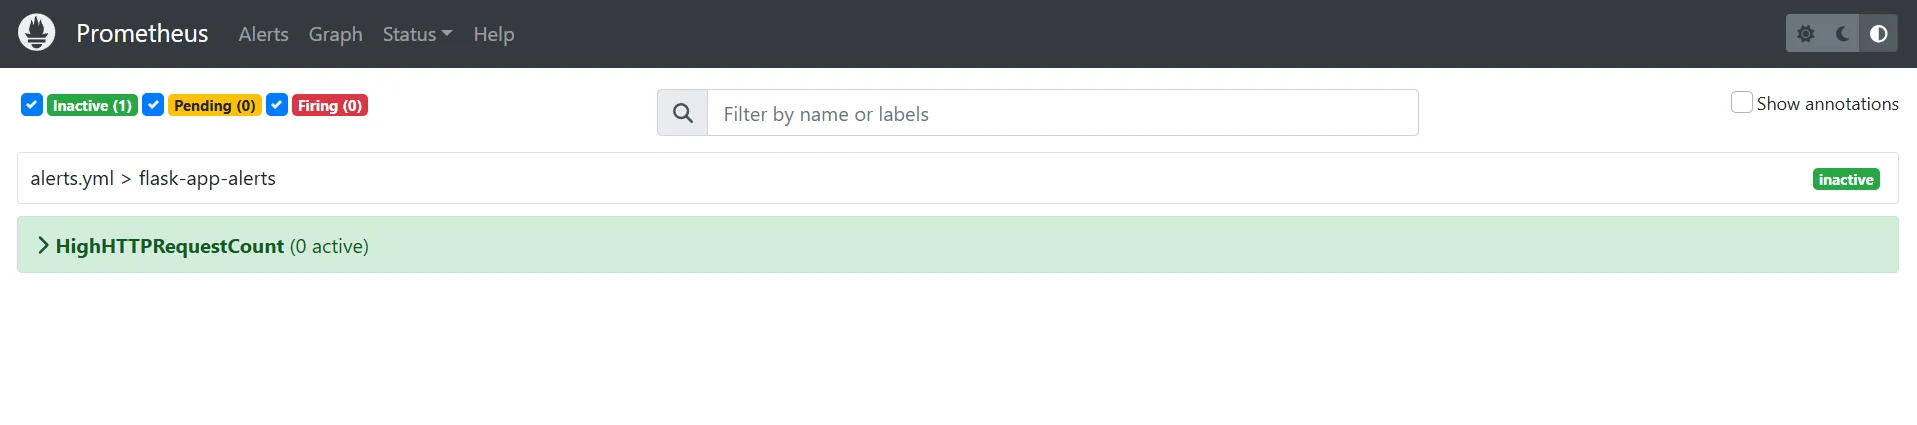 Prometheus Alerts Graph Status Help
Inactive (1) Pending (0) Firing (0) Filter by name or labels Show annotations
alerts.yml > flask-app-alerts inactive
HighHTTPRequestCount (0 active)